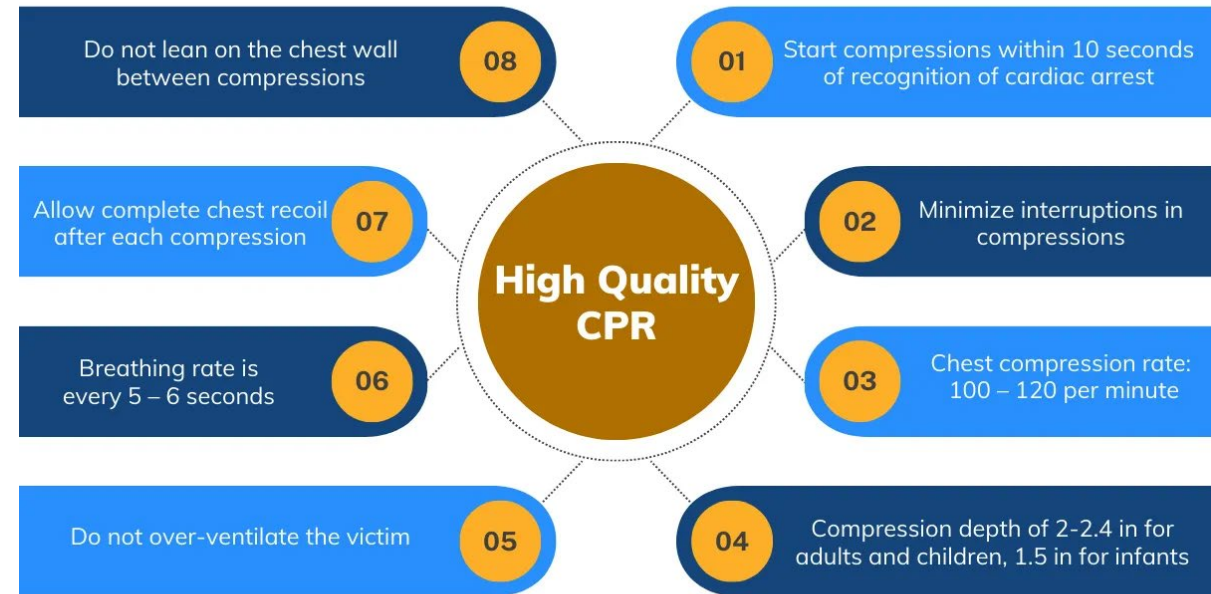 High Quality
CPR
01
Start compressions within 10 seconds
of recognition of cardiac arrest
02
Minimize interruptions in
compressions
03
Chest compression rate:
100 – 120 per minute
04
Compression depth of 2-2.4 in for
adults and children, 1.5 in for infants
05
Do not over-ventilate the victim
06
Breathing rate is
every 5 – 6 seconds
07
Allow complete chest recoil
after each compression
08
Do not lean on the chest wall
between compressions